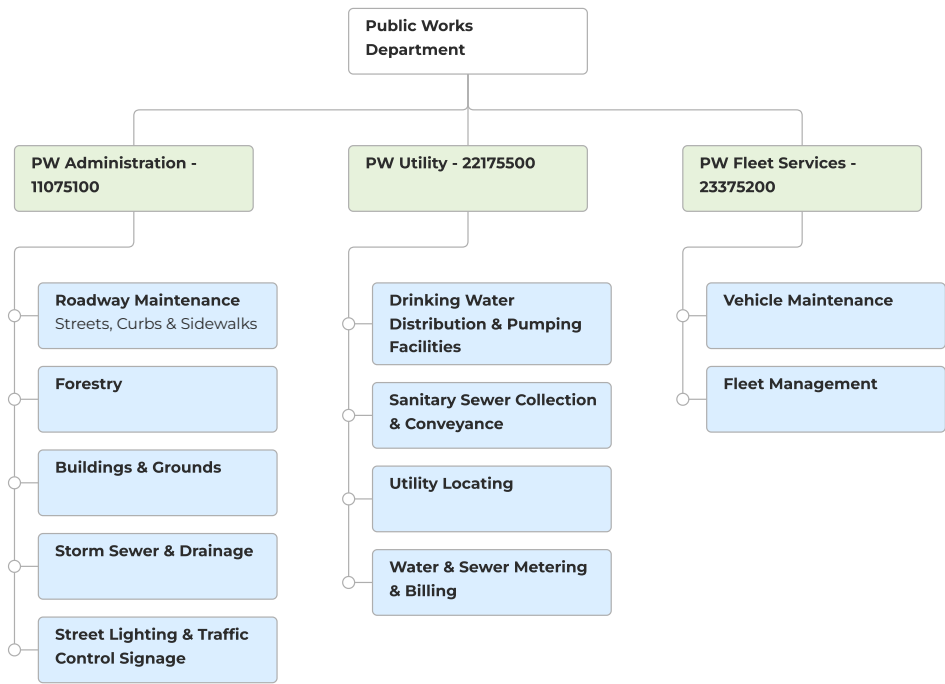 Public Works
Department
PW Administration -
11075100
PW Utility - 22175500
PW Fleet Services -
23375200
Roadway Maintenance
Streets, Curbs & Sidewalks
Forestry
Buildings & Grounds
Storm Sewer & Drainage
Street Lighting & Traffic
Control Signage
Drinking Water
Distribution & Pumping
Facilities
Sanitary Sewer Collection
& Conveyance
Utility Locating
Water & Sewer Metering
& Billing
Vehicle Maintenance
Fleet Management